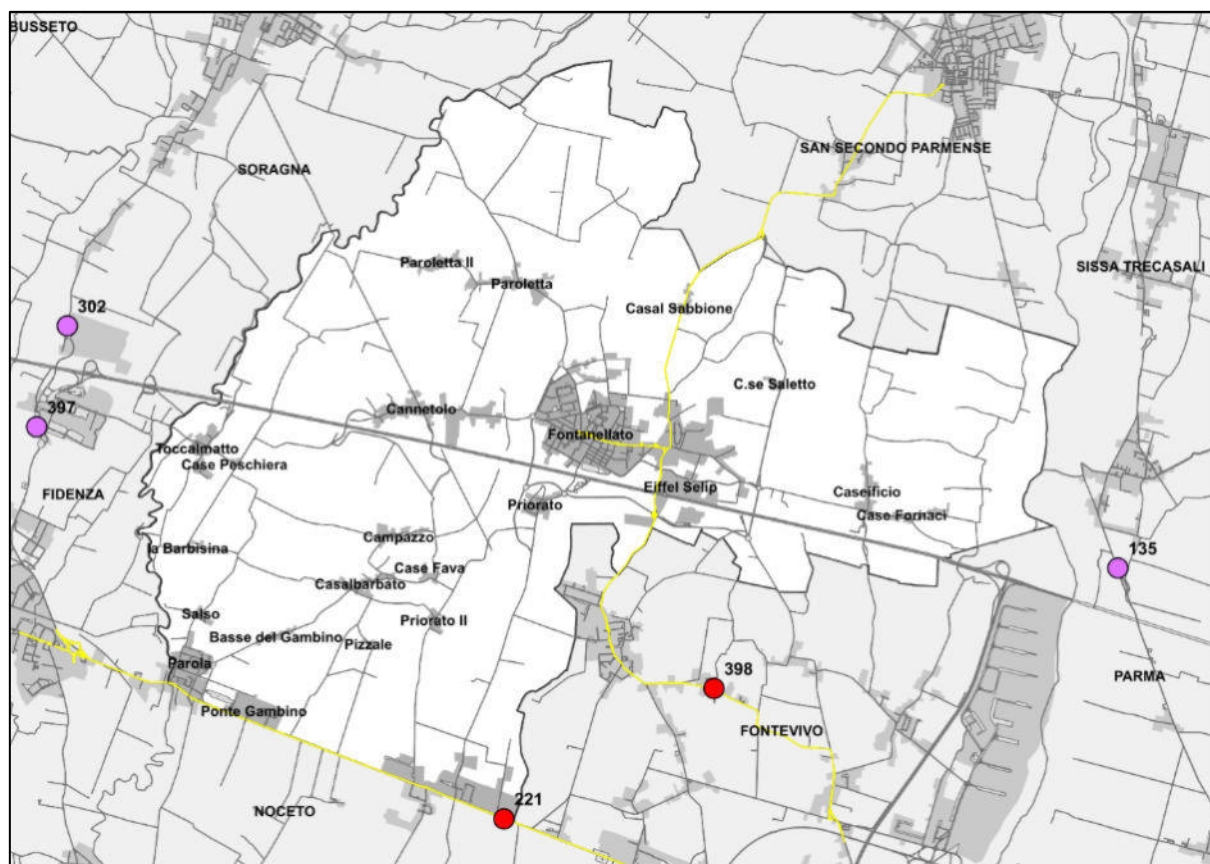 BUSSETO
SAN SECONDO PARMENSE
SORAGNA
Paroletta II
SISSA TRECASALI
Paroletta
302
Casal Sabbione
C.se Saletto
397
Cannetolo
Fontanellato
Toccalmatto
Case Peschiera
Eiffel Selip
FIDENZA
Caseificio
Priorato
Case Fornaci
Campazzo
la Barbisina
135
Case Fava
Casalbarbato
Salso
Priorato II
Basse del Gambino
Pizzale
Parola
398
PARMA
Ponte Gambino
FONTEVIVO
221
NOCETO